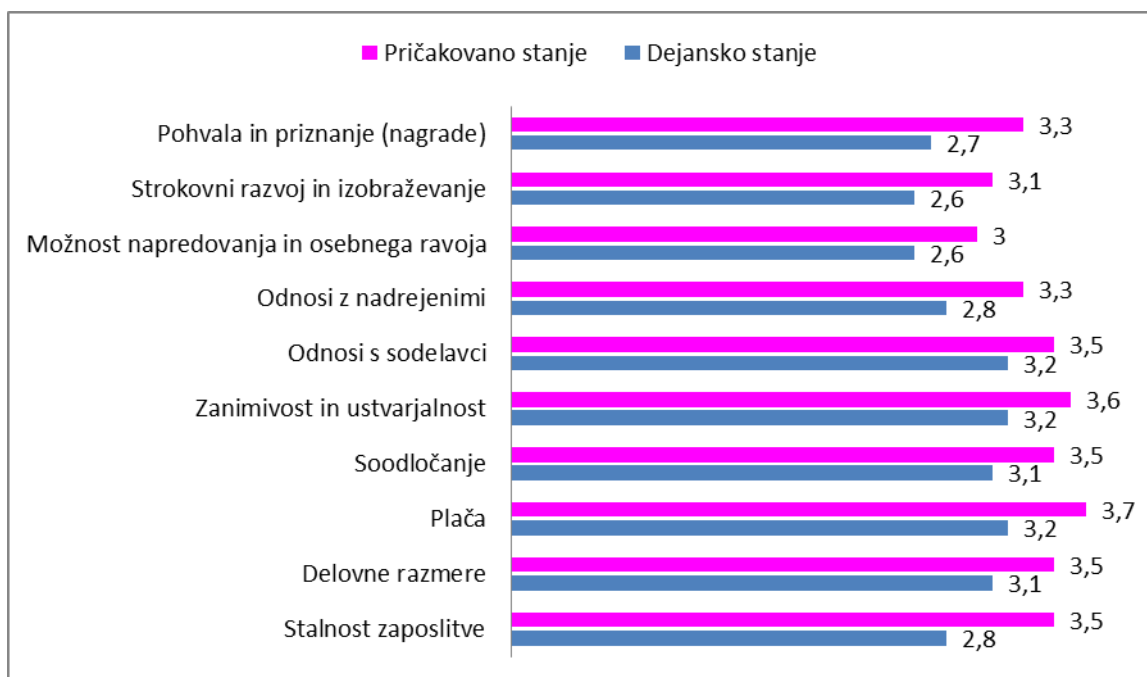 Pričakovano stanje Dejansko stanje
Pohvala in priznanje (nagrade) 3,3
2,7
Strokovni razvoj in izobraževanje 3,1
2,6
Možnost napredovanja in osebnega ravoja 3
2,6
Odnosi z nadrejenimi 3,3
2,8
Odnosi s sodelavci 3,5
3,2
Zanimivost in ustvarjalnost 3,6
3,2
Soodločanje 3,5
3,1
Plača 3,7
3,2
Delovne razmere 3,5
3,1
Stalnost zaposlitve 3,5
2,8